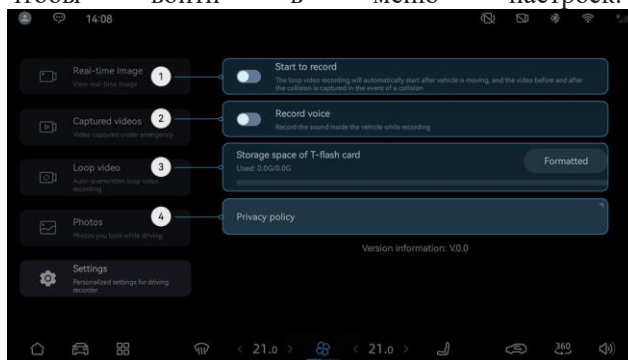 чтобы войти в меню настроек.
14:08
Real-time image
View real-time image
1
Start to record
The loop video recording will automatically start after vehicle is moving, and the video before and after
the collision is captured in the event of a collision
Captured videos
Video captured under emergency
2
Record voice
Record the sound inside the vehicle while recording
Loop video
Auto-overwritten loop video
recording
3
Storage space of T-flash card
Used: 0.0G/0.0G
Formatted
Photos
Photos you took while driving
4
Privacy policy
Version information: V.0.0
Settings
Personalized settings for driving
recorder
21.0
21.0
360